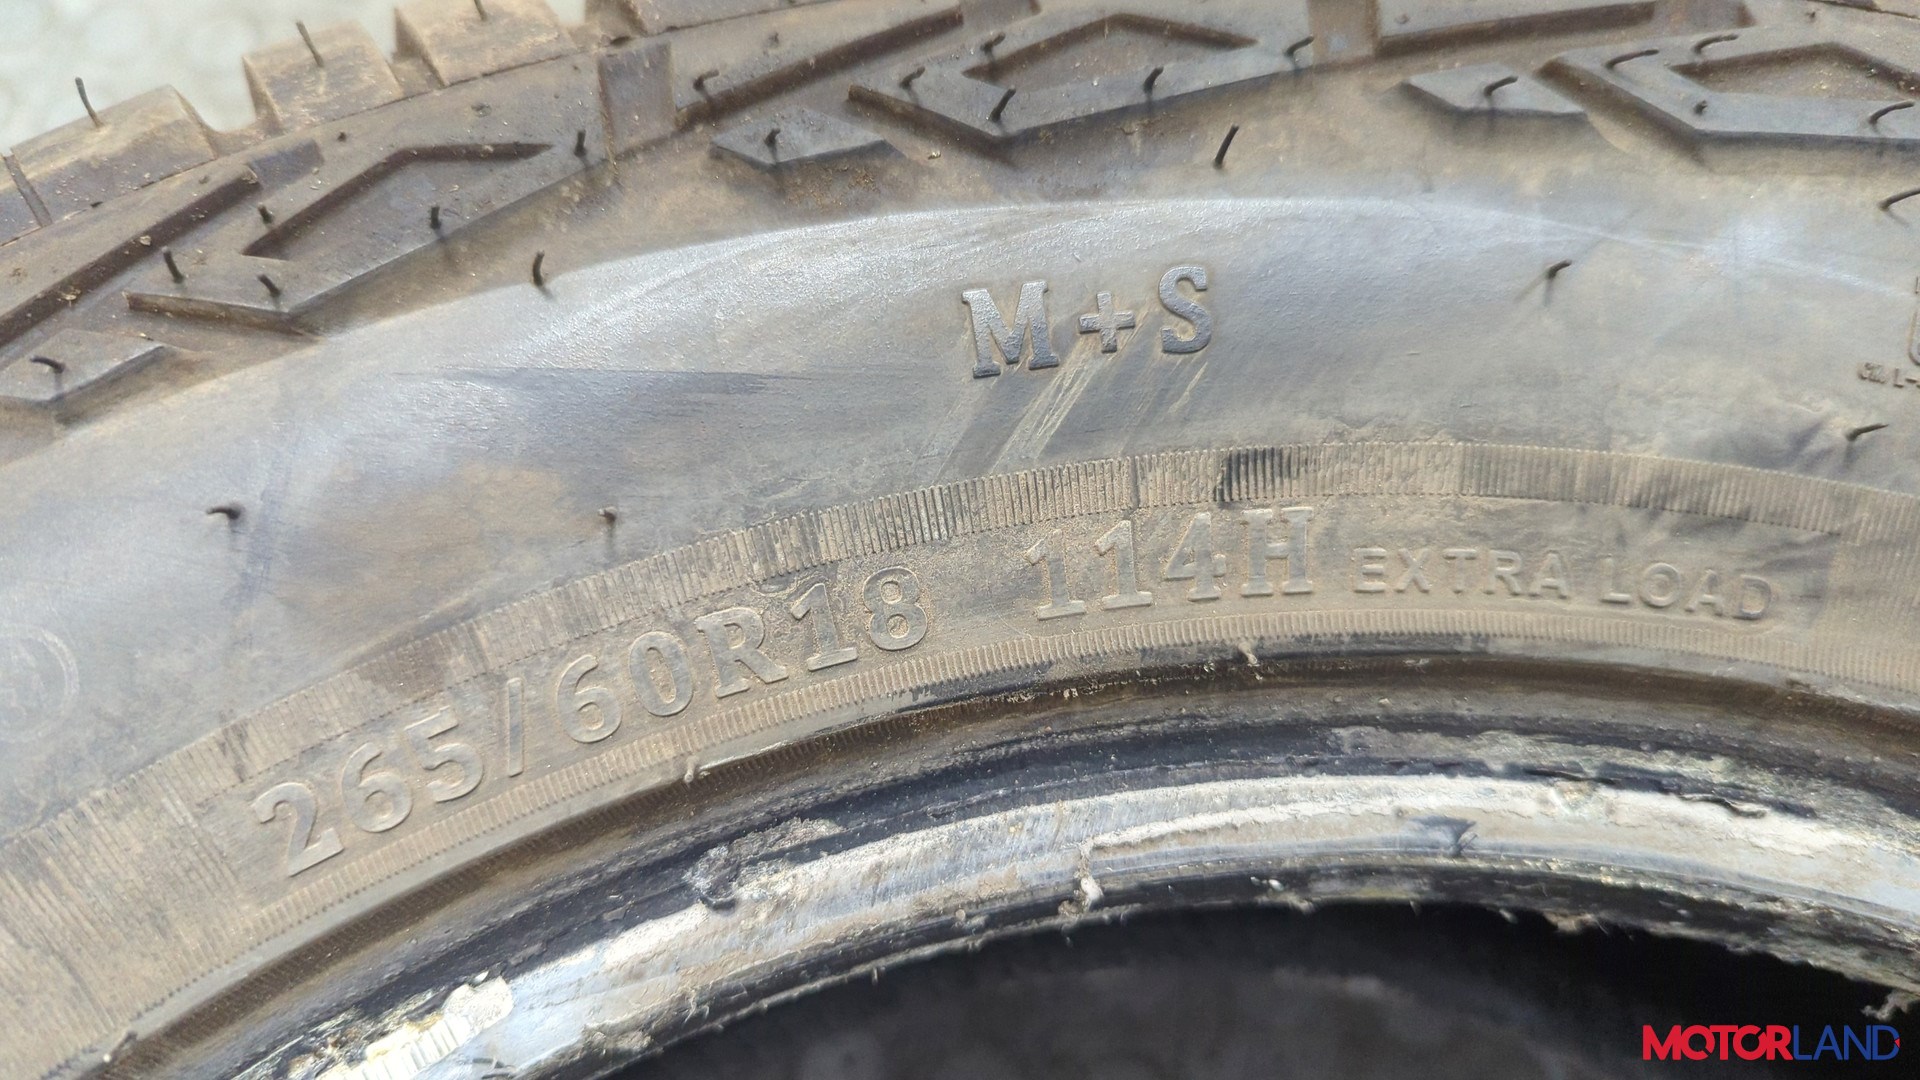 M+S
265/60R18 114H EXTRA LOAD
MOTORLAND